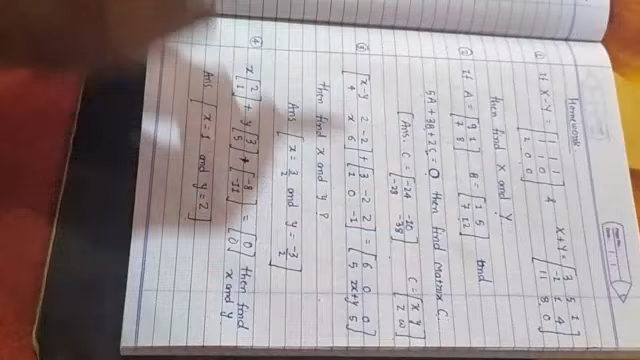 Homework.
① If X-Y = [1 1 1
1 1 0
1 0 0] & X+Y = [3 5 1
-1 1 4
11 8 0]
then find X and Y
② If A = [9 1
7 8] B = [1 5
7 12] and
5A + 3B + 2C = 0 then find matrix C.
[Ans. C = [-24 -10
-28 -38] C = [x y
z w]
③ [x-y 2 -2
4 x 6] + [3 -2 2
1 0 -1] = [6 0 0
5 2x+y 5]
then find x and y?
Ans [x = 3/2 and y = -3/2]
④ x [2
1] + y [3
5] + [-8
-11] = [0
0] then find
x and y
Ans [x = 1 and y = 2]